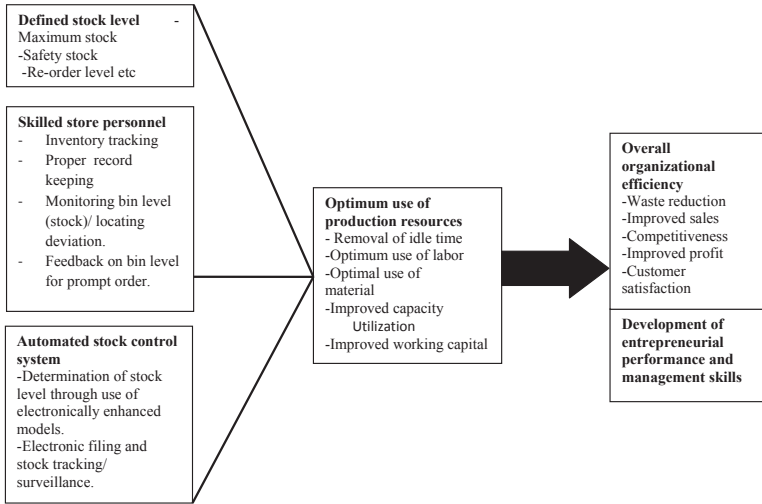 Defined stock level -
Maximum stock
-Safety stock
-Re-order level etc
Skilled store personnel
- Inventory tracking
- Proper record
keeping
- Monitoring bin level
(stock)/ locating
deviation.
- Feedback on bin level
for prompt order.
Automated stock control
system
-Determination of stock
level through use of
electronically enhanced
models.
-Electronic filing and
stock tracking/
surveillance.
Optimum use of
production resources
- Removal of idle time
-Optimum use of labor
-Optimal use of
material
-Improved capacity
Utilization
-Improved working capital
Overall
organizational
efficiency
-Waste reduction
-Improved sales
-Competitiveness
-Improved profit
-Customer
satisfaction
Development of
entrepreneurial
performance and
management skills